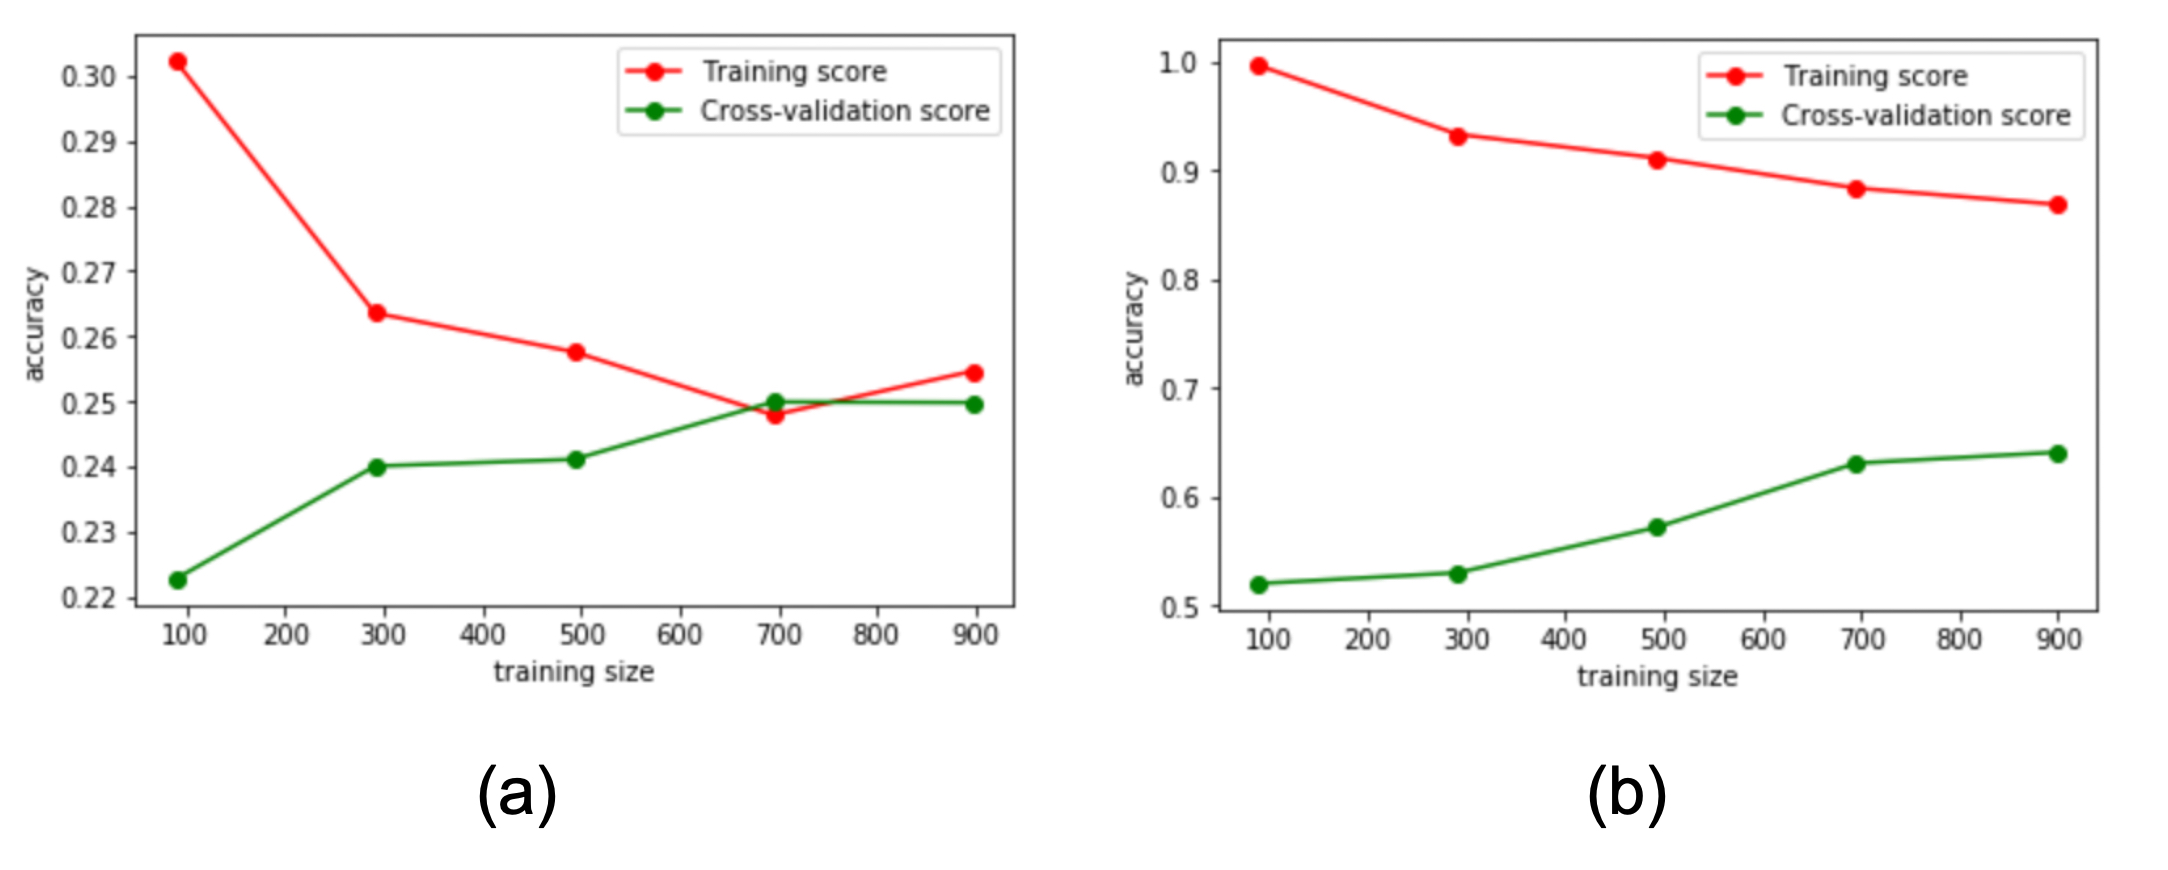 Training score
Cross-validation score
0.30
0.29
0.28
0.27
0.26
0.25
0.24
0.23
0.22
accuracy
100 200 300 400 500 600 700 800 900
training size
(a)
Training score
Cross-validation score
1.0
0.9
0.8
0.7
0.6
0.5
accuracy
100 200 300 400 500 600 700 800 900
training size
(b)